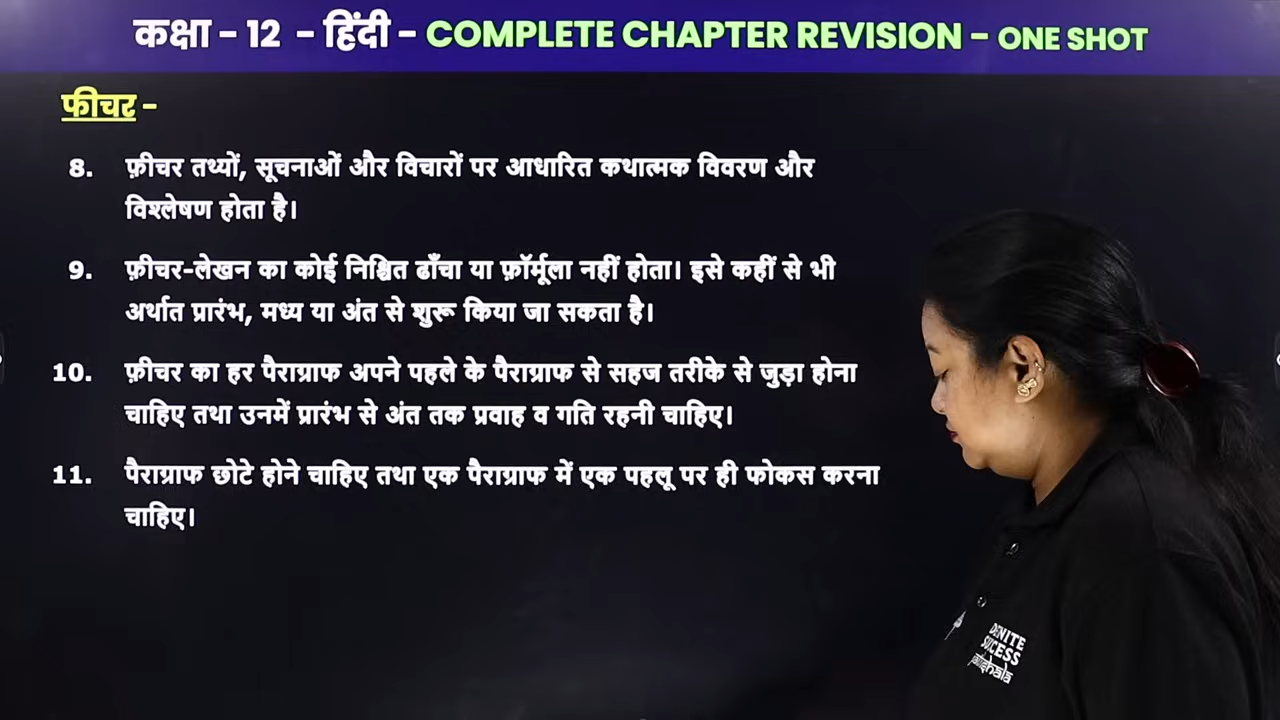 कक्षा - 12 - हिंदी - COMPLETE CHAPTER REVISION - ONE SHOT
फीचर -
8. फ़ीचर तथ्यों, सूचनाओं और विचारों पर आधारित कथात्मक विवरण और
विश्लेषण होता है।
9. फ़ीचर-लेखन का कोई निश्चित ढाँचा या फ़ॉर्मूला नहीं होता। इसे कहीं से भी
अर्थात प्रारंभ, मध्य या अंत से शुरू किया जा सकता है।
10. फ़ीचर का हर पैराग्राफ अपने पहले के पैराग्राफ से सहज तरीके से जुड़ा होना
चाहिए तथा उनमें प्रारंभ से अंत तक प्रवाह व गति रहनी चाहिए।
11. पैराग्राफ छोटे होने चाहिए तथा एक पैराग्राफ में एक पहलू पर ही फोकस करना
चाहिए।